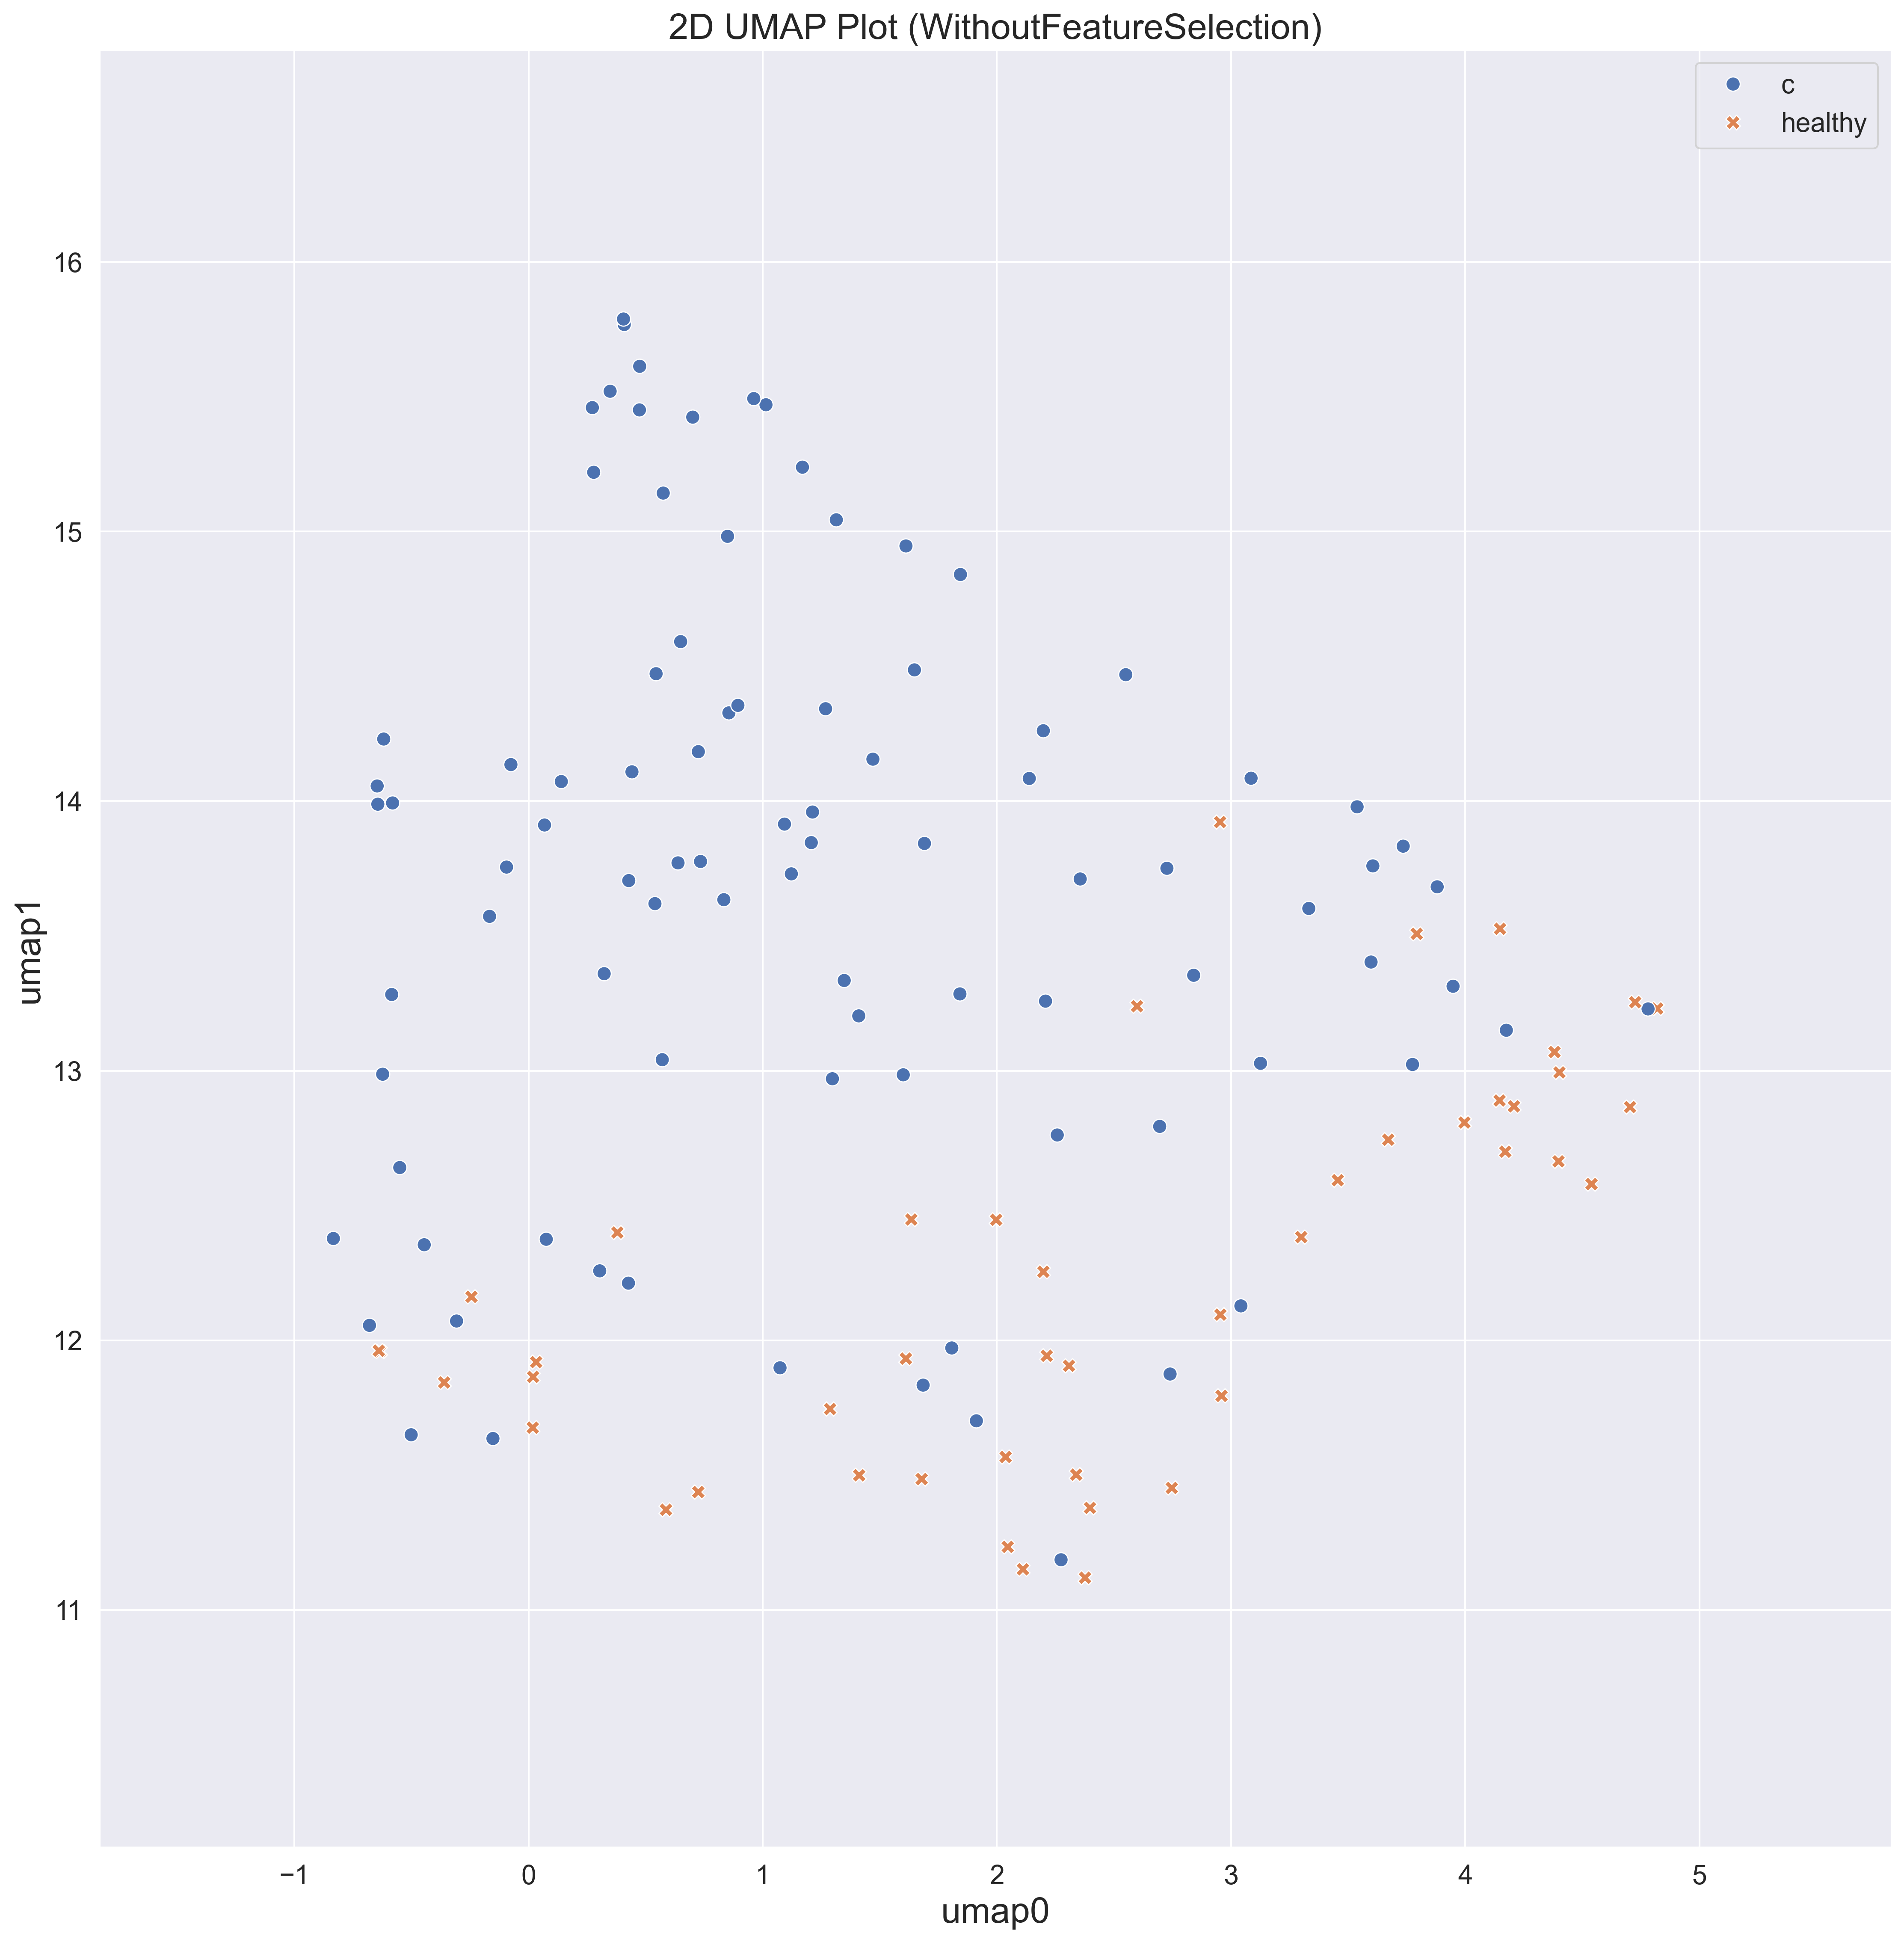 2D UMAP Plot (WithoutFeatureSelection)
c
healthy
16
15
14
13
12
11
umap1
−1 0 1 2 3 4 5
umap0